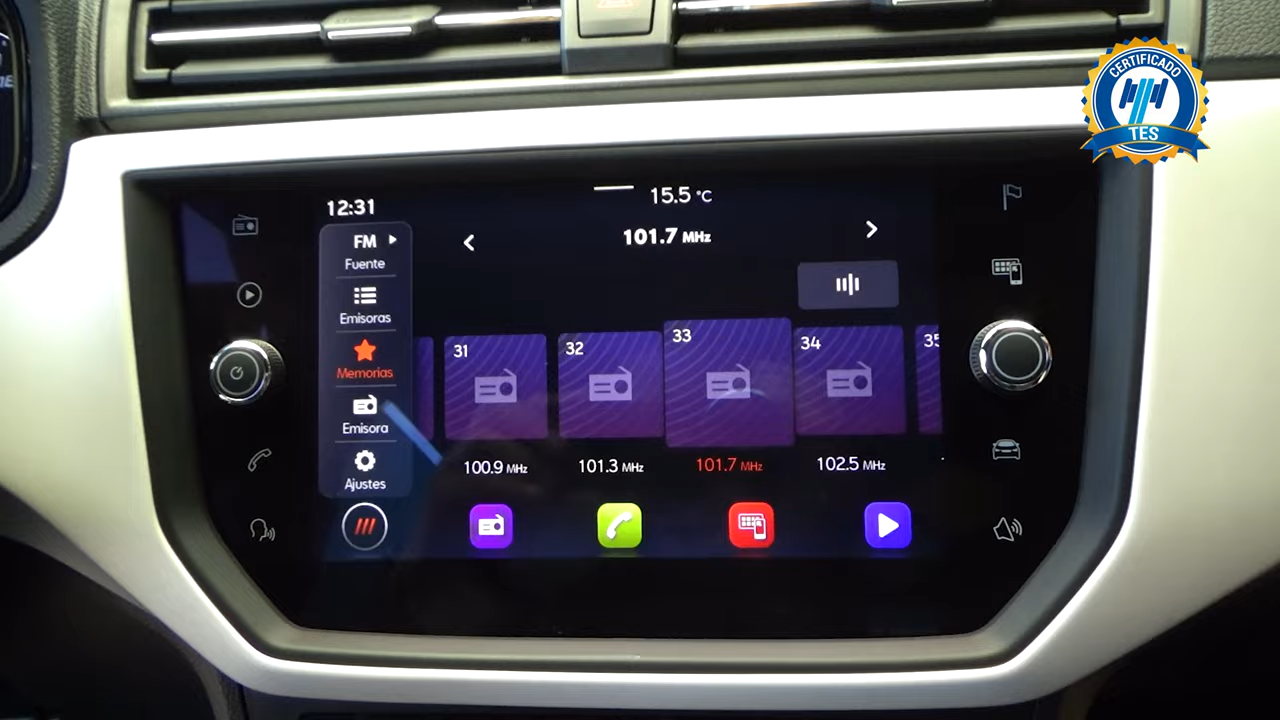 CERTIFICADO
TES
12:31
15.5 °C
FM
Fuente
101.7 MHz
Emisoras
Memorias
Emisora
Ajustes
31
32
33
34
35
100.9 MHz
101.3 MHz
101.7 MHz
102.5 MHz